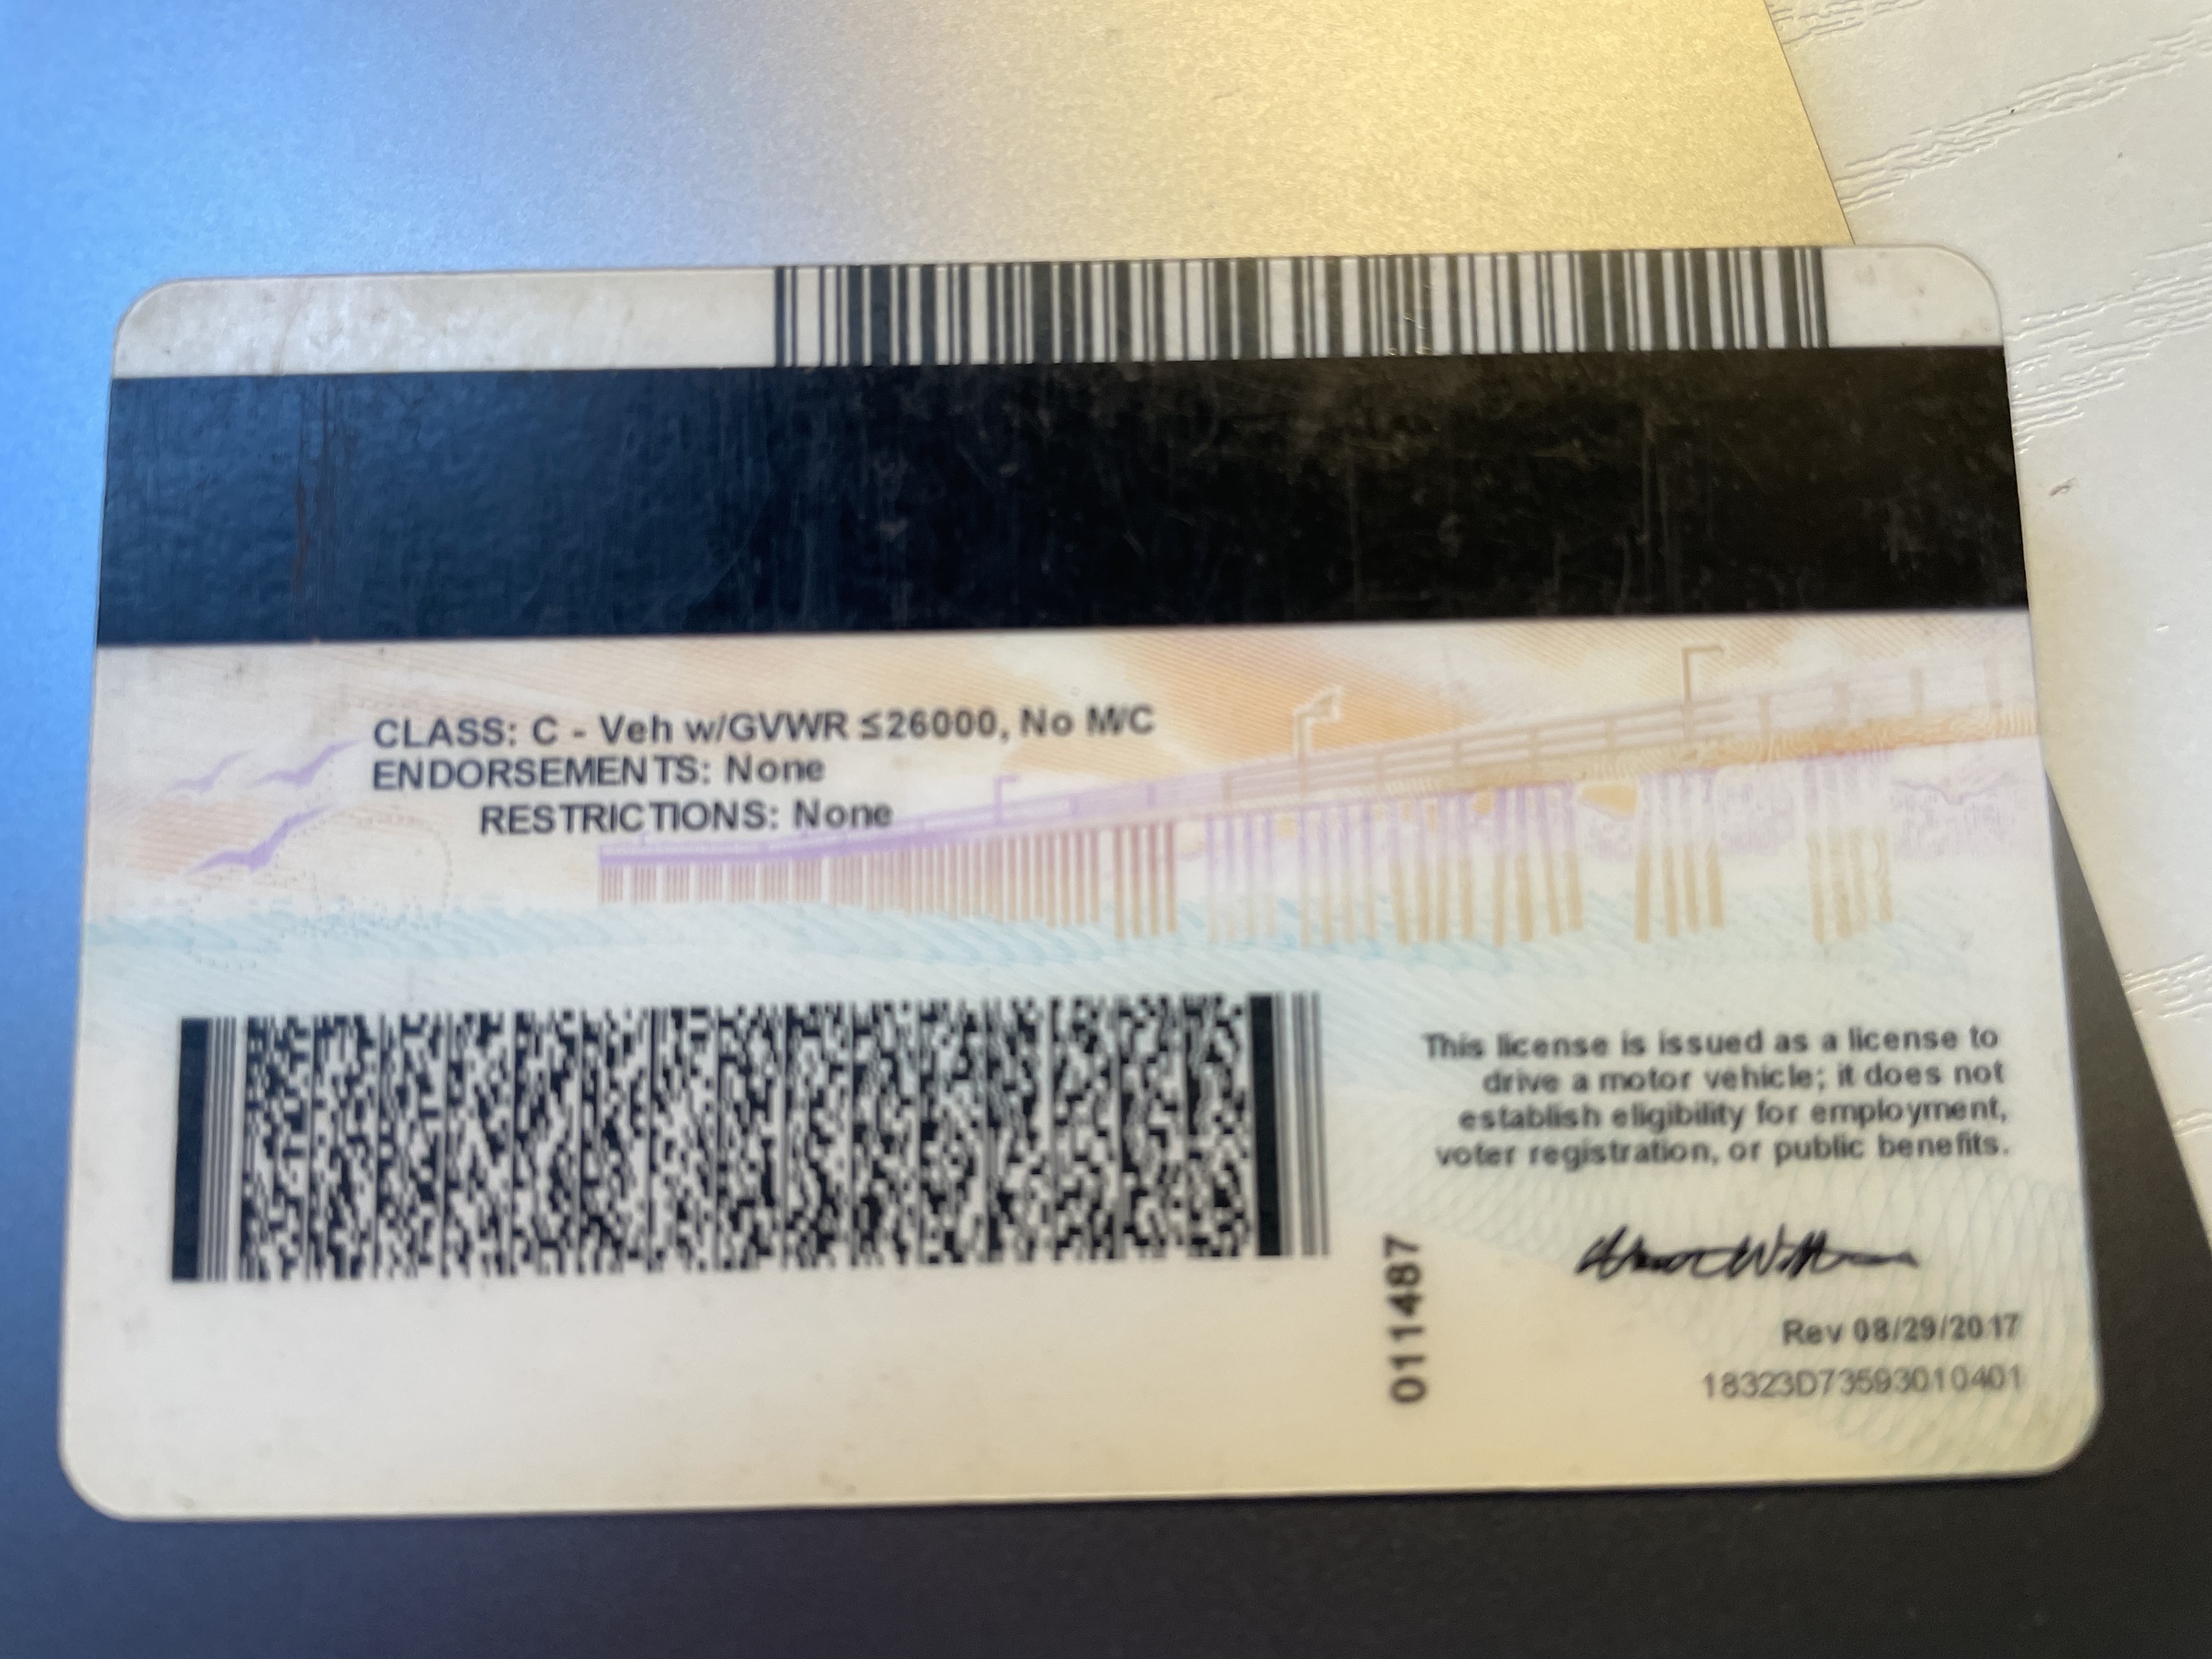 CLASS: C - Veh w/GVWR ≤26000, No M/C
ENDORSEMENTS: None
RESTRICTIONS: None
This license is issued as a license to
drive a motor vehicle; it does not
establish eligibility for employment,
voter registration, or public benefits.
011487
Rev 08/29/2017
18323D73593010401